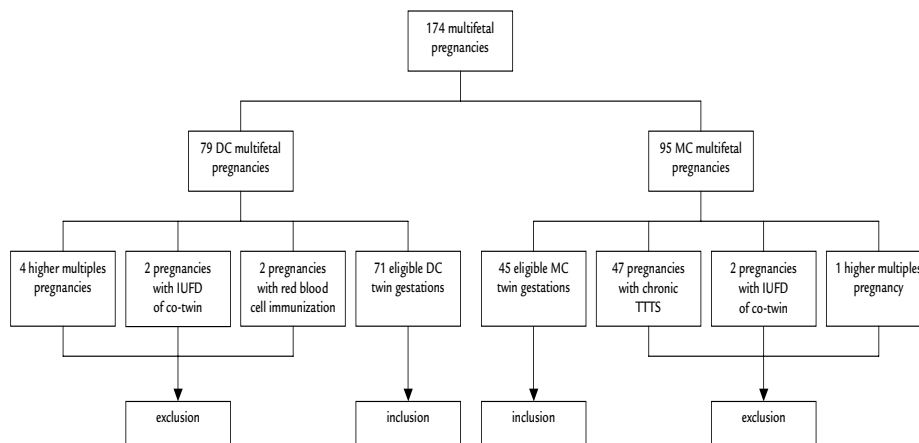 174 multifetal
pregnancies
79 DC multifetal
pregnancies
95 MC multifetal
pregnancies
4 higher multiples
pregnancies
2 pregnancies
with IUFD
of co-twin
2 pregnancies
with red blood
cell immunization
71 eligible DC
twin gestations
45 eligible MC
twin gestations
47 pregnancies
with chronic
TTTS
2 pregnancies
with IUFD
of co-twin
1 higher multiples
pregnancy
exclusion
inclusion
inclusion
exclusion